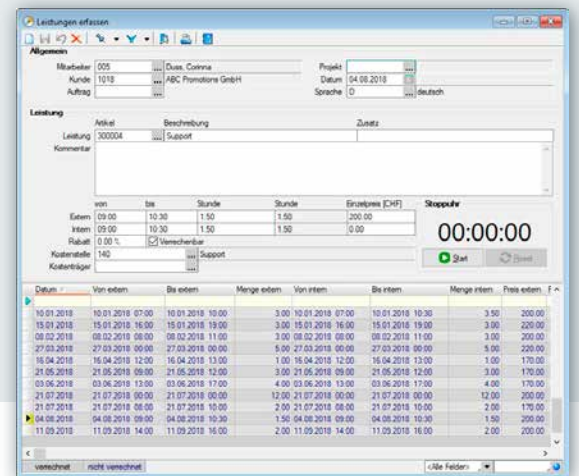 Leistungen erfassen
Allgemein
Mitarbeiter 005 ... Duss, Corinna Projekt ...
Kunde 1018 ... ABC Promotions GmbH Datum 04.08.2018
Auftrag ... Sprache D ... deutsch
Leistung
Artikel Beschreibung Zusatz
Leistung 300004 ... Support
Kommentar
von bis Stunde Stunde Einzelpreis [CHF] Stoppuhr
Extern 09:00 10:30 1.50 1.50 200.00
Intern 09:00 10:30 1.50 1.50 0.00 00:00:00
Rabatt 0.00 % Verrechenbar
Kostenstelle 140 ... Support Start Reset
Kostenträger ...
Datum Von extern Bis extern Menge extern Von intern Bis intern Menge intern Preis extern
10.01.2018 10.01.2018 07:00 10.01.2018 10:00 3.00 10.01.2018 07:00 10.01.2018 10:30 3.50 200.00
15.01.2018 15.01.2018 16:00 15.01.2018 19:00 3.00 15.01.2018 16:00 15.01.2018 19:00 3.00 220.00
08.02.2018 08.02.2018 08:00 08.02.2018 11:00 3.00 08.02.2018 08:00 08.02.2018 11:00 3.00 200.00
27.03.2018 27.03.2018 00:00 27.03.2018 00:00 5.00 27.03.2018 00:00 27.03.2018 00:00 5.00 220.00
16.04.2018 16.04.2018 12:00 16.04.2018 13:00 1.00 16.04.2018 12:00 16.04.2018 13:00 1.00 170.00
21.05.2018 21.05.2018 09:00 21.05.2018 12:00 3.00 21.05.2018 09:00 21.05.2018 12:00 3.00 170.00
03.06.2018 03.06.2018 13:00 03.06.2018 17:00 4.00 03.06.2018 13:00 03.06.2018 17:00 4.00 170.00
21.07.2018 21.07.2018 00:00 21.07.2018 00:00 12.00 21.07.2018 00:00 21.07.2018 00:00 12.00 200.00
21.07.2018 21.07.2018 08:00 21.07.2018 10:00 2.00 21.07.2018 08:00 21.07.2018 10:00 2.00 170.00
04.08.2018 04.08.2018 09:00 04.08.2018 10:30 1.50 04.08.2018 09:00 04.08.2018 10:30 1.50 200.00
11.09.2018 11.09.2018 14:00 11.09.2018 16:00 2.00 11.09.2018 14:00 11.09.2018 16:00 2.00 200.00
verrechnet nicht verrechnet <Alle Felder>